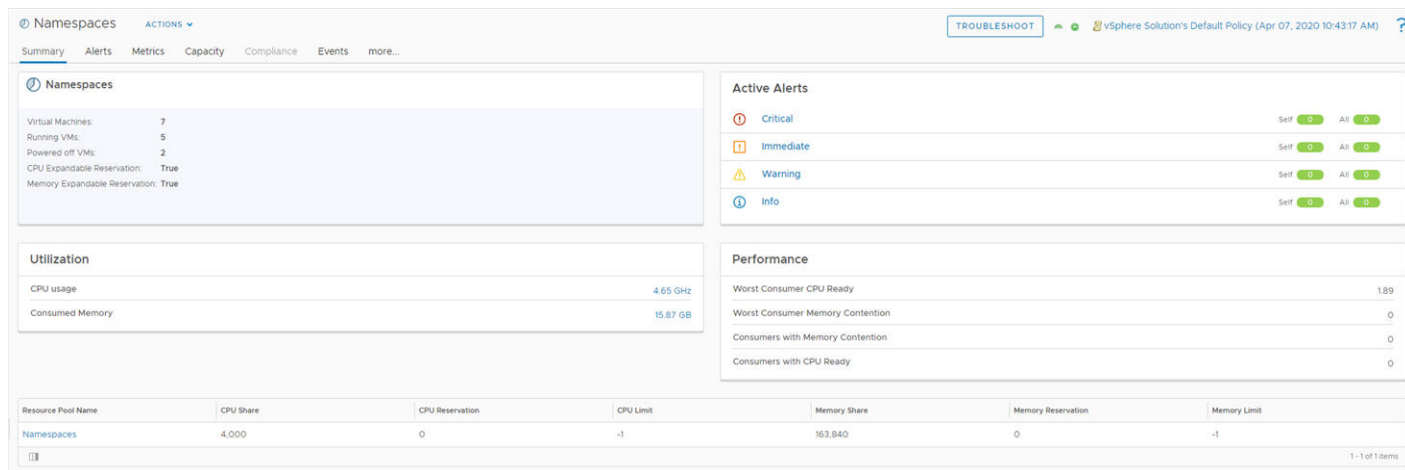 Namespaces ACTIONS TROUBLESHOOT vSphere Solution's Default Policy (Apr 07, 2020 10:43:17 AM) ?
Summary Alerts Metrics Capacity Compliance Events more...
Namespaces
Virtual Machines: 7
Running VMs: 5
Powered off VMs: 2
CPU Expandable Reservation: True
Memory Expandable Reservation: True
Active Alerts
Critical Self 0 All 0
Immediate Self 0 All 0
Warning Self 0 All 0
Info Self 0 All 0
Utilization
CPU usage 4.65 GHz
Consumed Memory 15.87 GB
Performance
Worst Consumer CPU Ready 1.89
Worst Consumer Memory Contention 0
Consumers with Memory Contention 0
Consumers with CPU Ready 0
Resource Pool Name CPU Share CPU Reservation CPU Limit Memory Share Memory Reservation Memory Limit
Namespaces 4,000 0 -1 163,840 0 -1
1 - 1 of 1 items